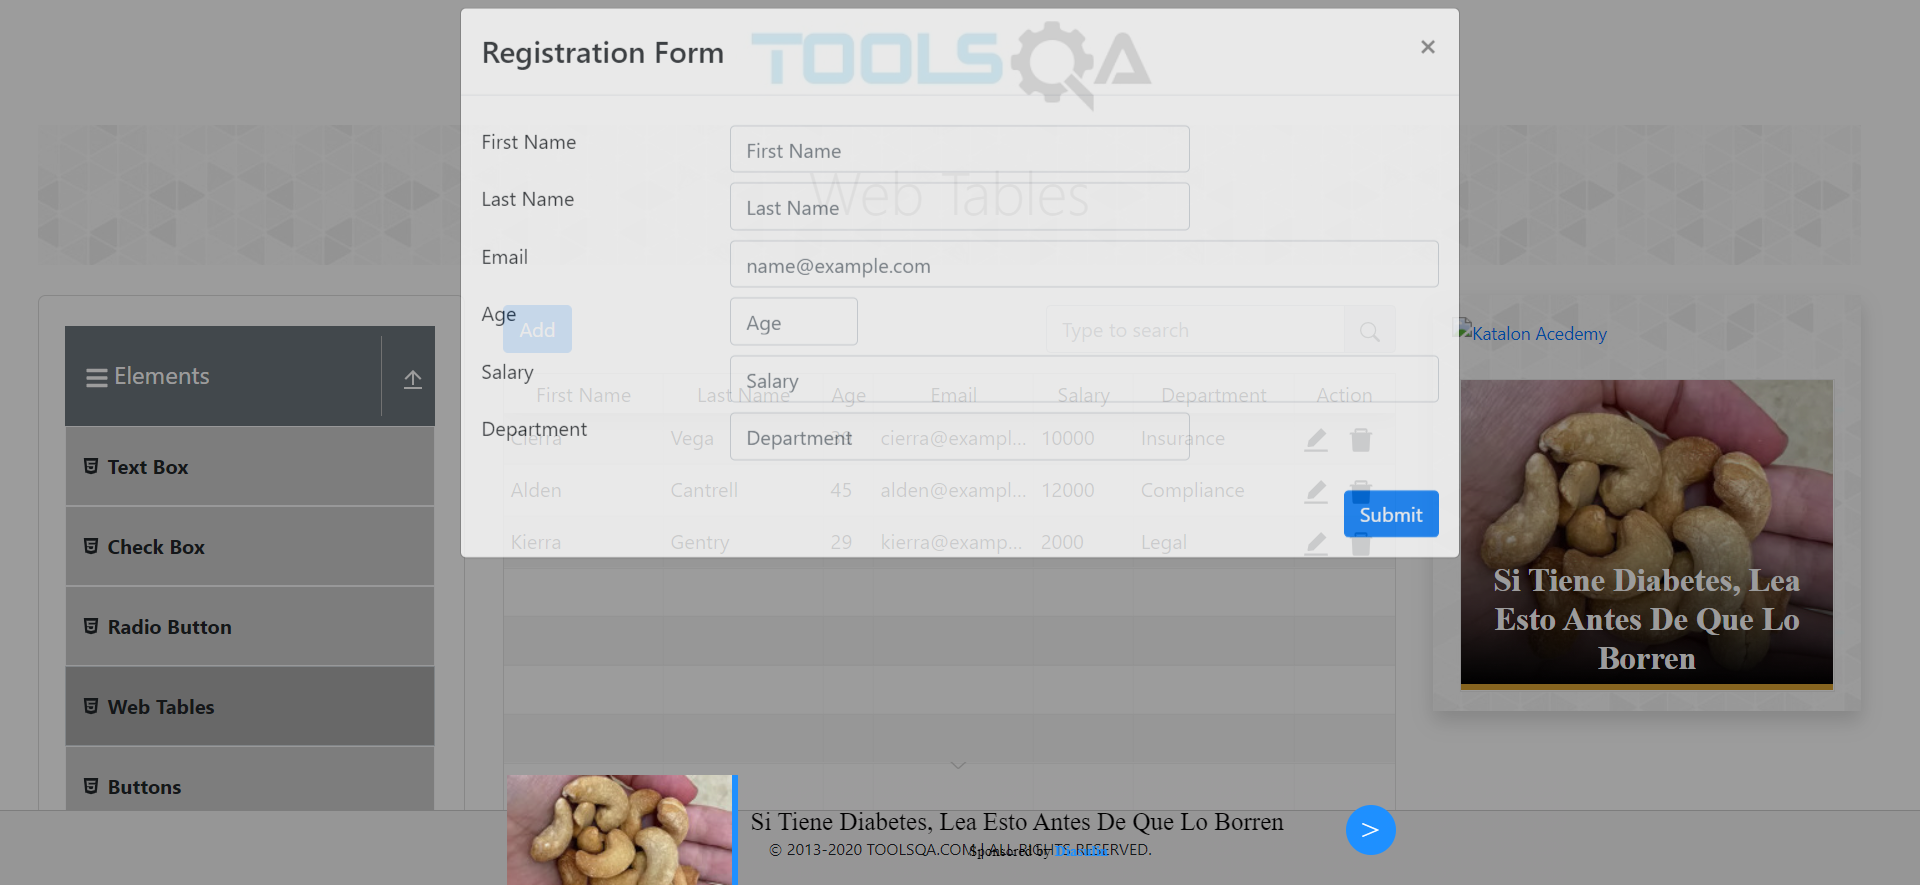 Registration Form
TOOLSQA
×
First Name
First Name
Last Name
Last Name
Web Tables
Email
name@example.com
Age
Age
Add
Type to search
Salary
Salary
First Name Last Name Age Email Salary Department Action
Department
Department
Cierra Vega cierra@exampl... 10000 Insurance
Alden Cantrell 45 alden@exampl... 12000 Compliance
Kierra Gentry 29 kierra@examp... 2000 Legal
Submit
Elements
Text Box
Check Box
Radio Button
Web Tables
Buttons
Katalon Acedemy
Si Tiene Diabetes, Lea
Esto Antes De Que Lo
Borren
Si Tiene Diabetes, Lea Esto Antes De Que Lo Borren
>
© 2013-2020 TOOLSQA.COM | ALL RIGHTS RESERVED.
Sponsored by